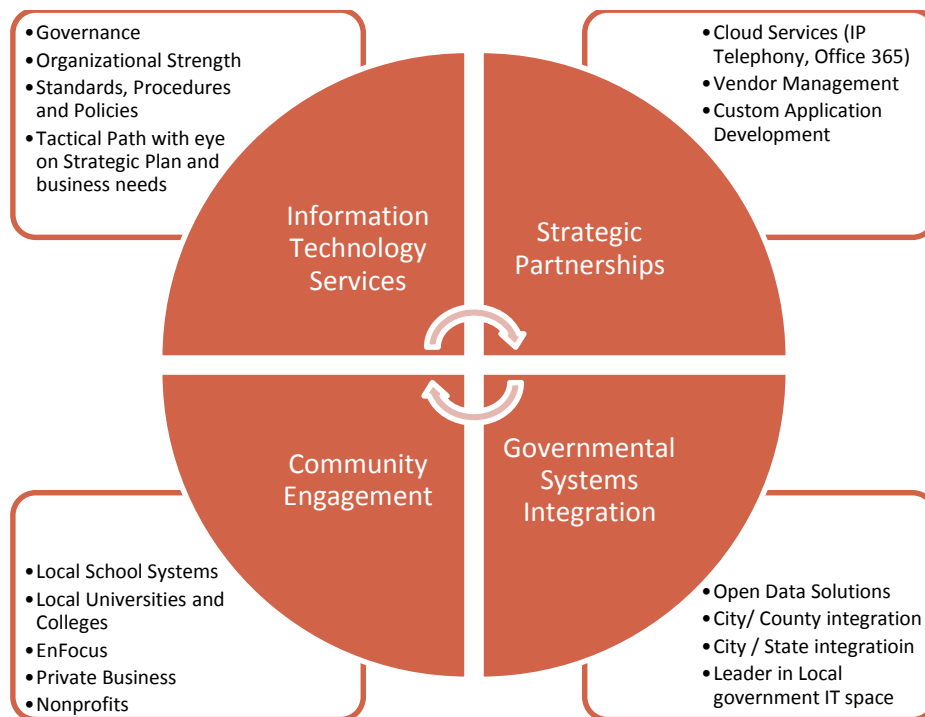 •Governance
•Organizational Strength
•Standards, Procedures
and Policies
•Tactical Path with eye
on Strategic Plan and
business needs
•Cloud Services (IP
Telephony, Office 365)
•Vendor Management
•Custom Application
Development
Information
Technology
Services
Strategic
Partnerships
Community
Engagement
Governmental
Systems
Integration
•Local School Systems
•Local Universities and
Colleges
•EnFocus
•Private Business
•Nonprofits
•Open Data Solutions
•City/ County integration
•City / State integratioin
•Leader in Local
government IT space